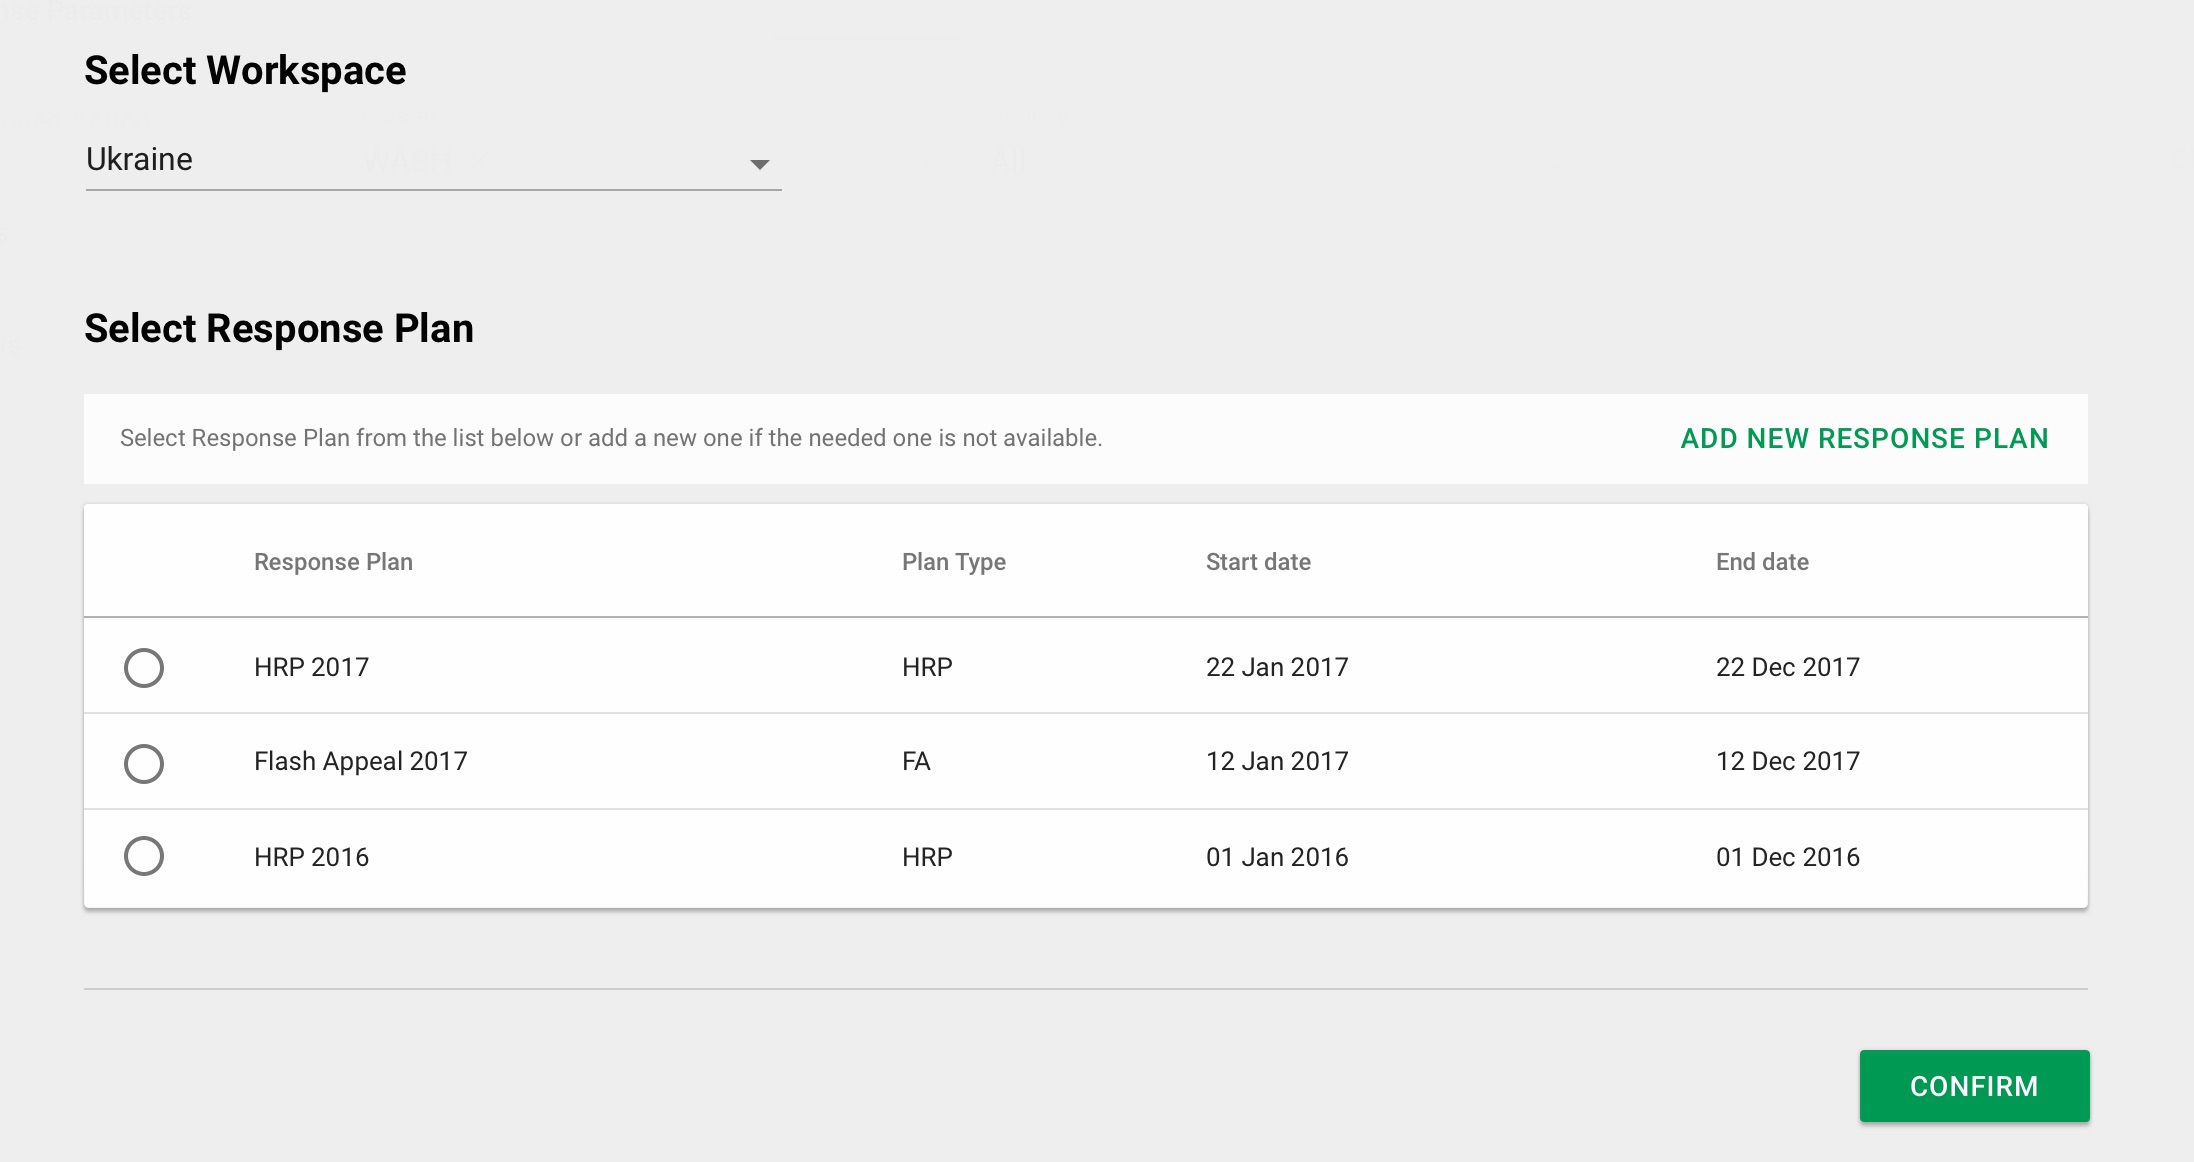 Select Workspace
Ukraine
Select Response Plan
Select Response Plan from the list below or add a new one if the needed one is not available. ADD NEW RESPONSE PLAN
Response Plan Plan Type Start date End date
HRP 2017 HRP 22 Jan 2017 22 Dec 2017
Flash Appeal 2017 FA 12 Jan 2017 12 Dec 2017
HRP 2016 HRP 01 Jan 2016 01 Dec 2016
CONFIRM